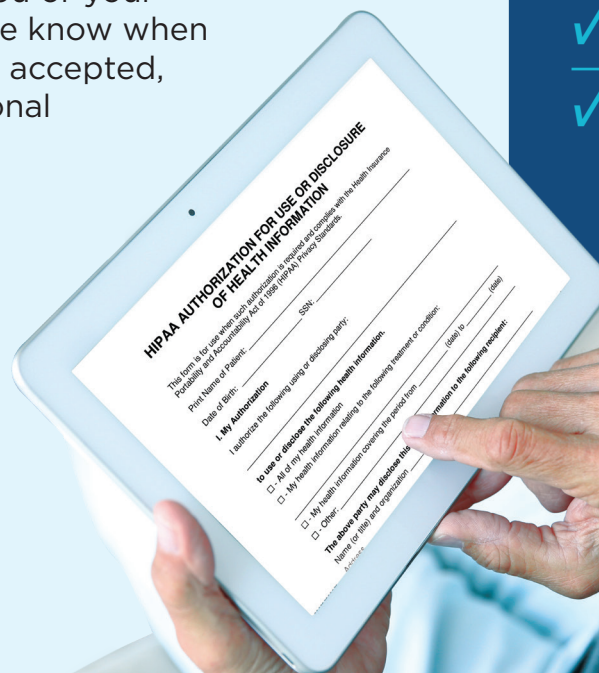 ed or your
e know when
accepted,
onal
✓
✓
HIPAA AUTHORIZATION FOR USE OR DISCLOSURE
OF HEALTH INFORMATION
This form is for use when such authorization is required and complies with the Health Insurance
Portability and Accountability Act of 1996 (HIPAA) Privacy Standards.
Print Name of Patient:
Date of Birth: SSN:
I. My Authorization
I authorize the following using or disclosing party:
to use or disclose the following health information.
☐ - All of my health information
☐ - My health information relating to the following treatment or condition:
☐ - My health information covering the period from (date) to (date)
☐ - Other:
The above party may disclose this information to the following recipient:
Name (or title) and organization
Address